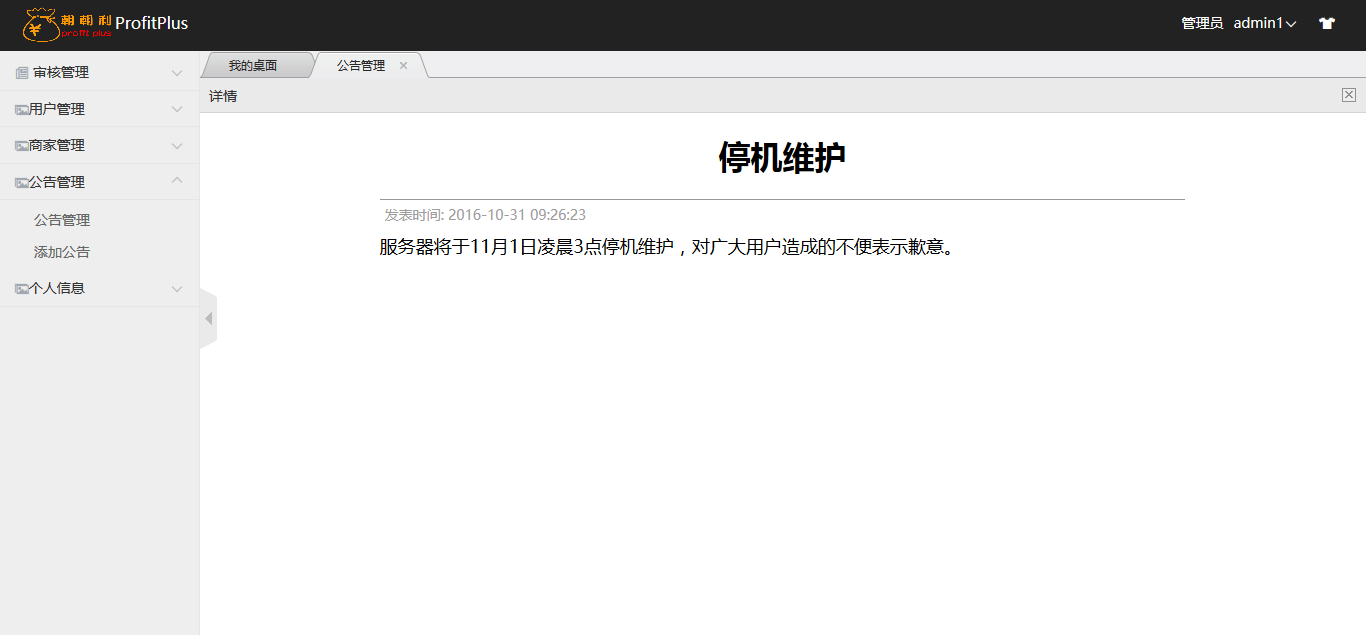 朝朝利
profit plus
ProfitPlus
管理员 admin1
审核管理
用户管理
商家管理
公告管理
公告管理
添加公告
个人信息
我的桌面
公告管理
详情
停机维护
发表时间: 2016-10-31 09:26:23
服务器将于11月1日凌晨3点停机维护，对广大用户造成的不便表示歉意。